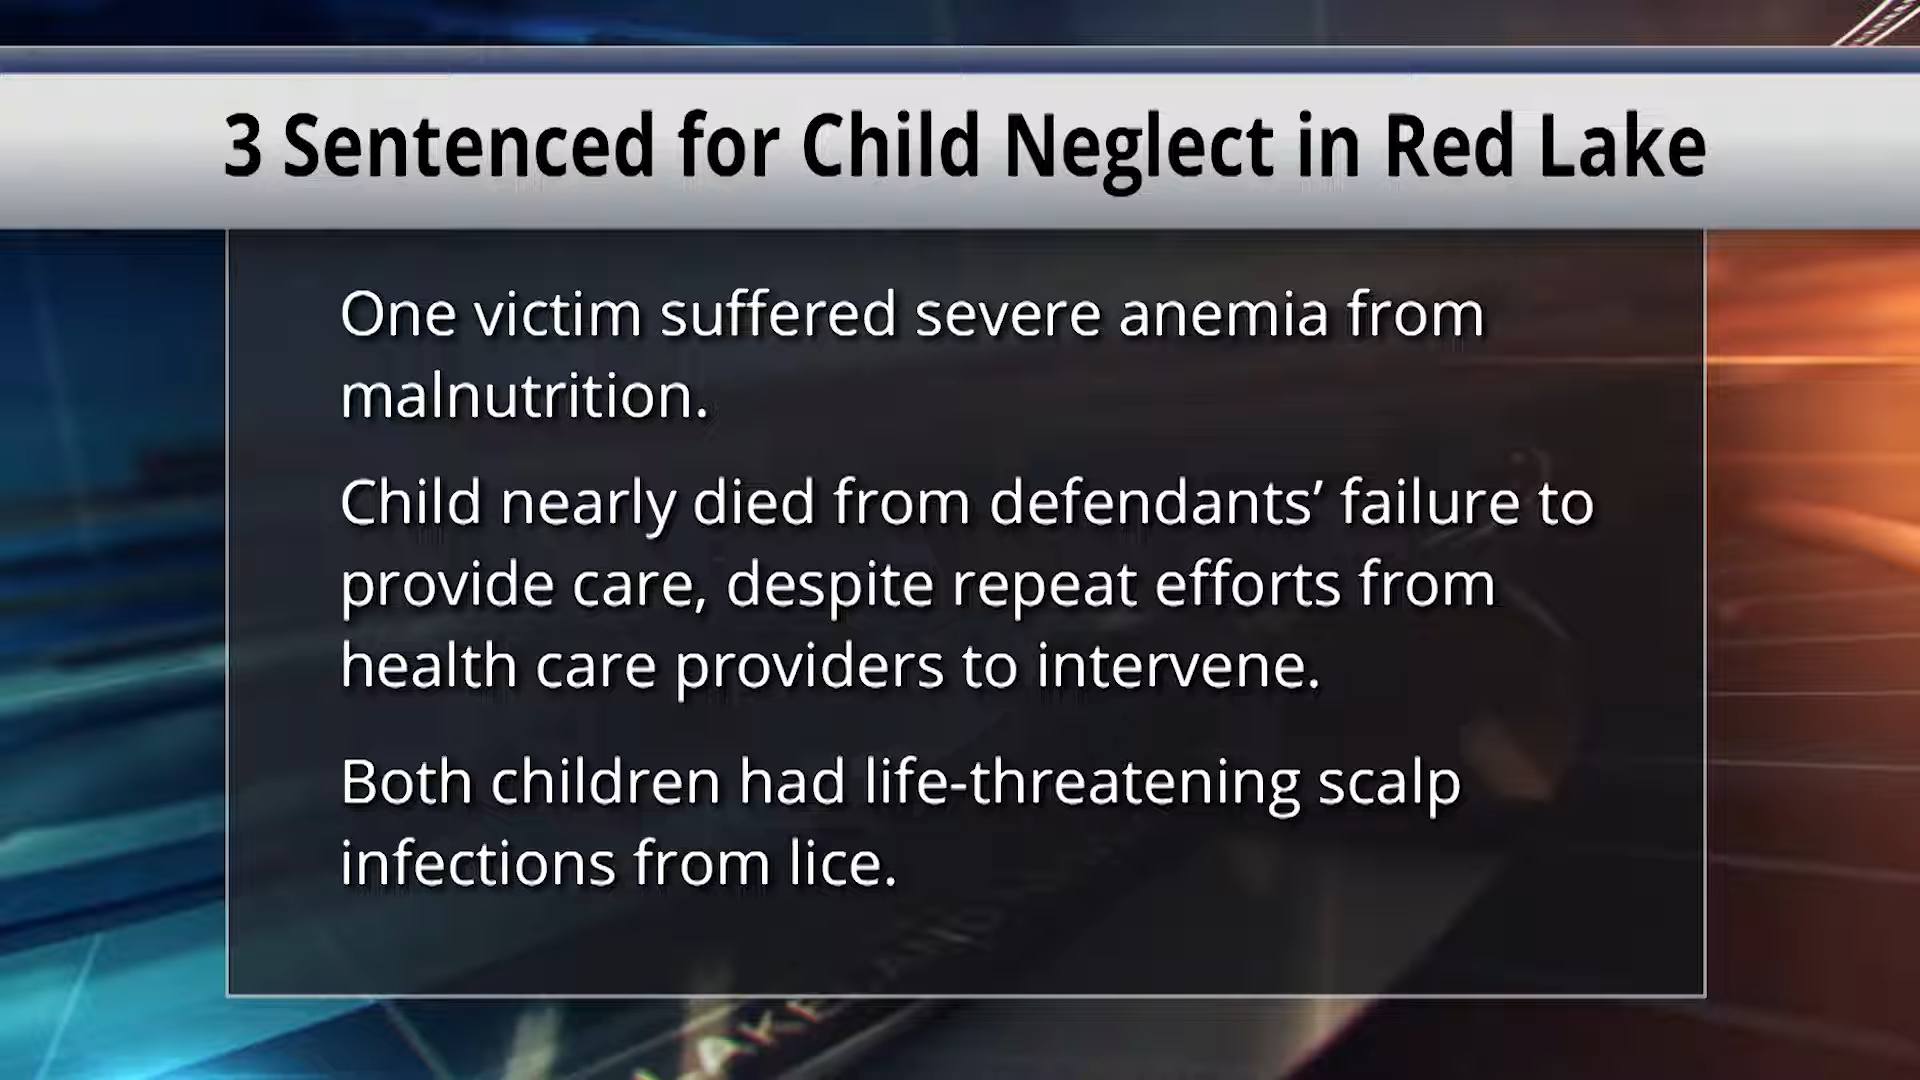 3 Sentenced for Child Neglect in Red Lake
One victim suffered severe anemia from
malnutrition.
Child nearly died from defendants’ failure to
provide care, despite repeat efforts from
health care providers to intervene.
Both children had life-threatening scalp
infections from lice.